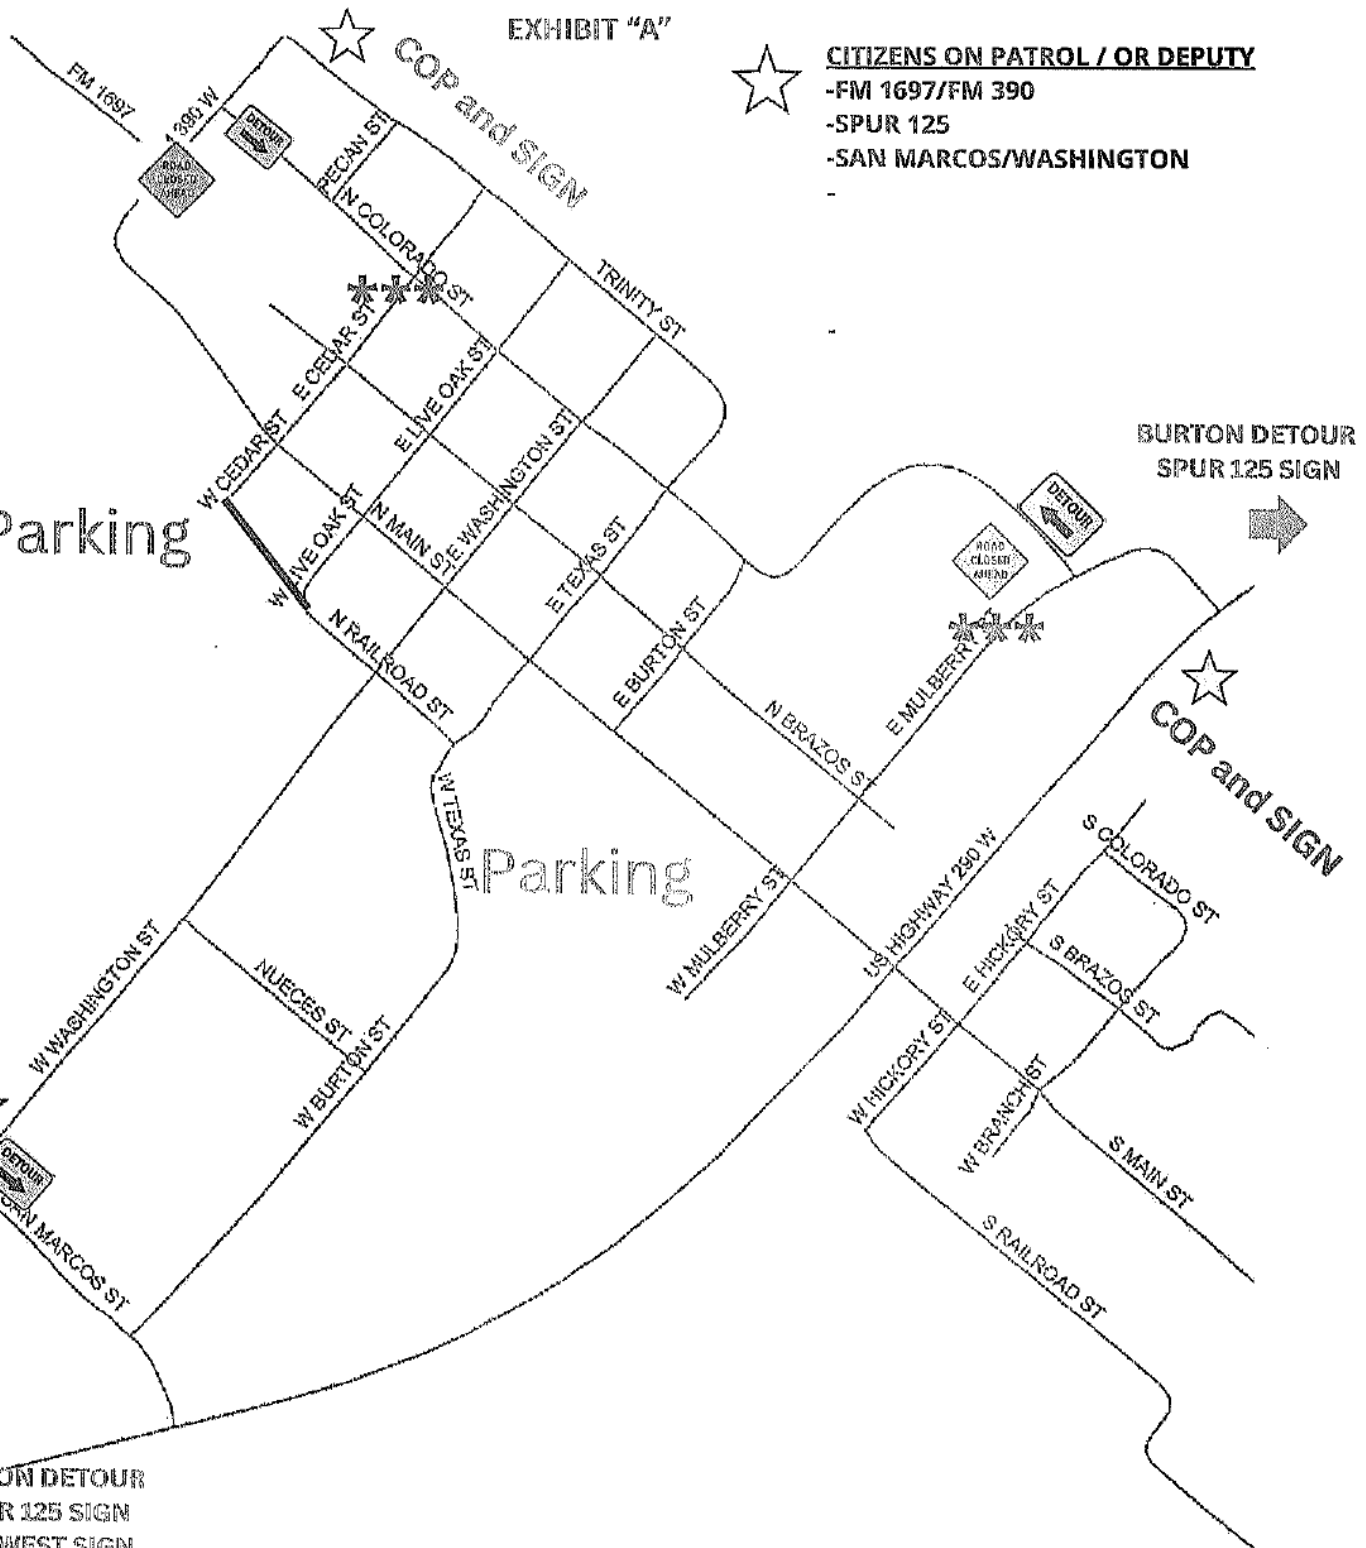 EXHIBIT "A"
CITIZENS ON PATROL / OR DEPUTY
-FM 1697/FM 390
-SPUR 125
-SAN MARCOS/WASHINGTON
-
-
COP and SIGN
FM 1697
390 W
DETOUR
ROAD
CLOSED
AHEAD
PECAN ST
N COLORADO ST
***
TRINITY ST
E CEDAR ST
W CEDAR ST
E LIVE OAK ST
W LIVE OAK ST
E WASHINGTON ST
N MAIN ST
Parking
BURTON DETOUR
SPUR 125 SIGN
DETOUR
ROAD
CLOSED
AHEAD
***
E TEXAS ST
E BURTON ST
N RAILROAD ST
E MULBERRY
N BRAZOS ST
COP and SIGN
W TEXAS ST
Parking
W MULBERRY ST
US HIGHWAY 290 W
S COLORADO ST
E HICKORY ST
S BRAZOS ST
W WASHINGTON ST
NUECES ST
W BURTON ST
W HICKORY ST
W BRANCH ST
S MAIN ST
DETOUR
SAN MARCOS ST
S RAILROAD ST
ON DETOUR
R 125 SIGN
WEST SIGN